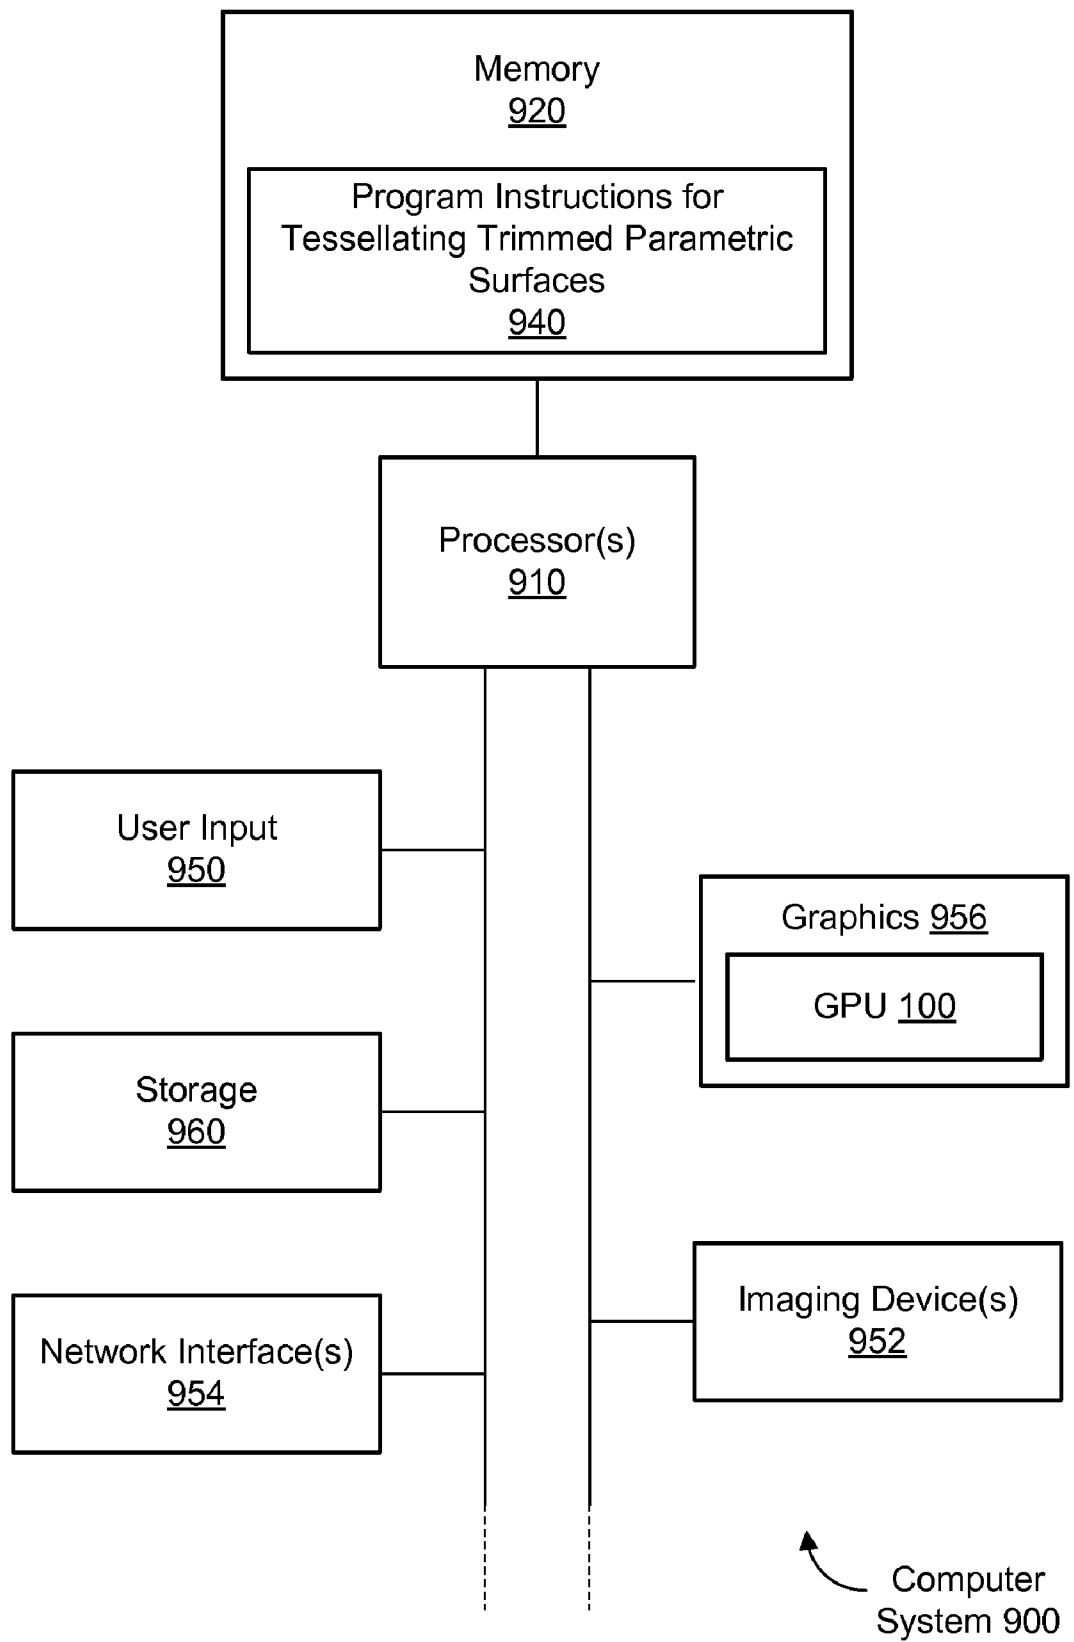 Memory
920
Program Instructions for
Tessellating Trimmed Parametric
Surfaces
940
Processor(s)
910
User Input
950
Graphics 956
GPU 100
Storage
960
Imaging Device(s)
952
Network Interface(s)
954
Computer
System 900